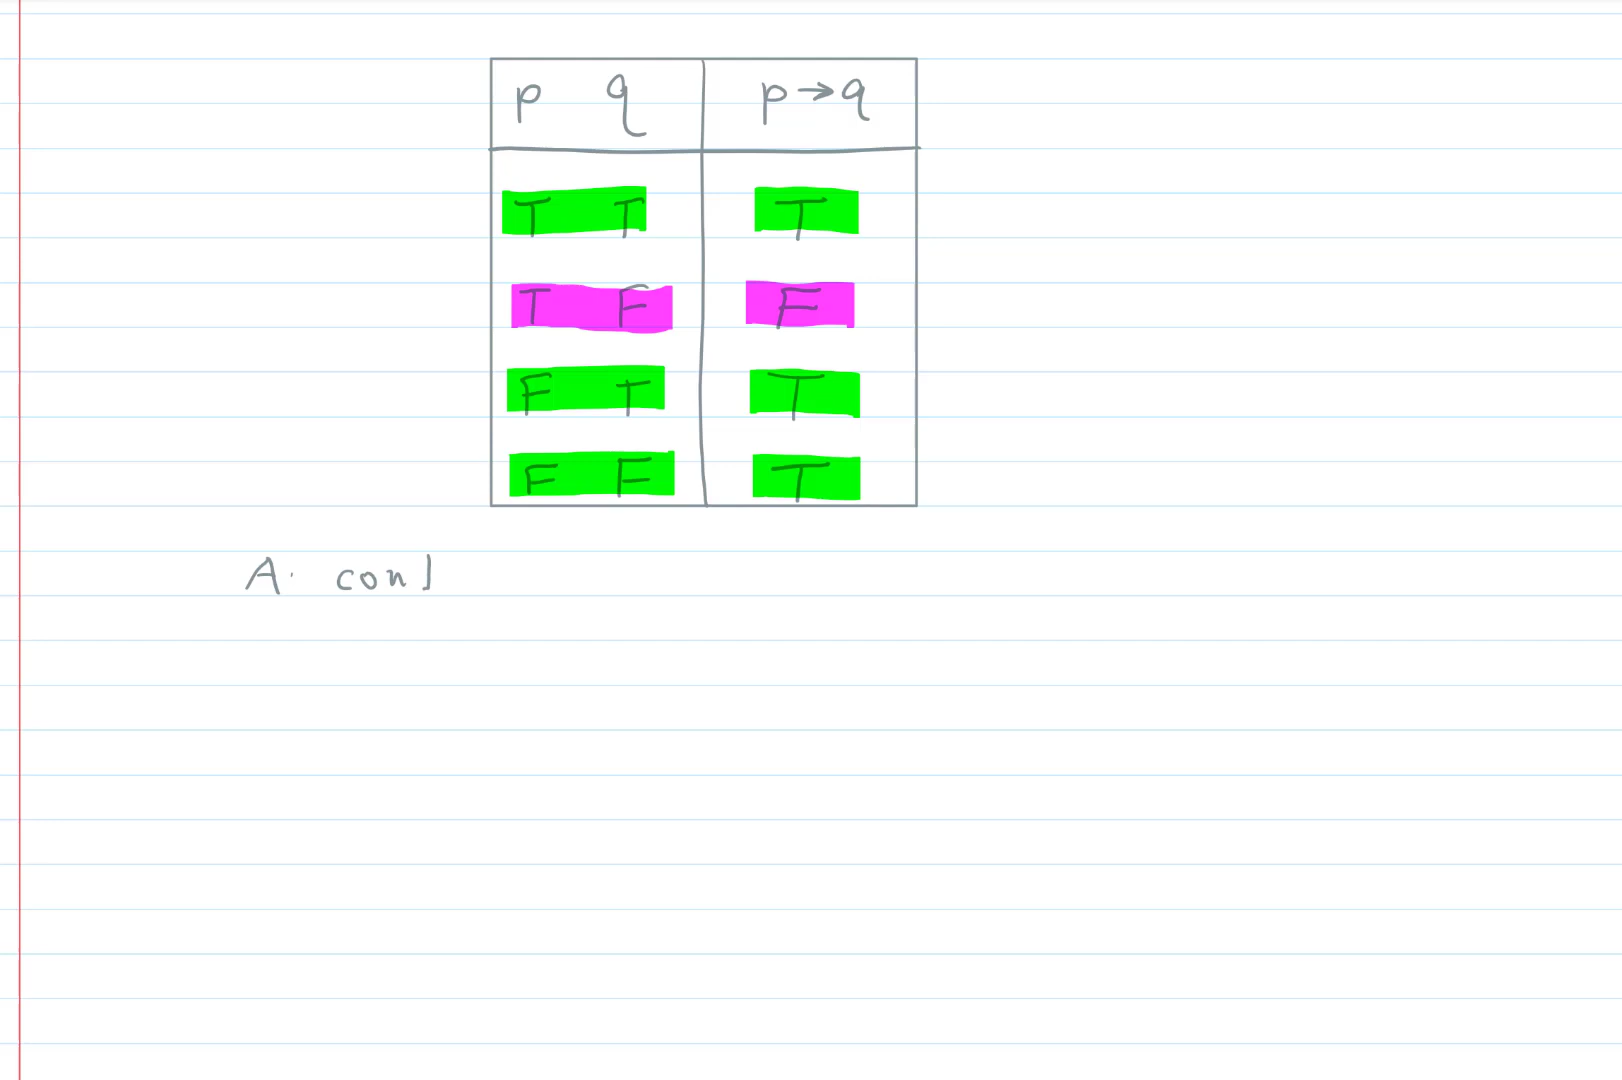 p q p→q
T T T
T F F
F T T
F F T
A. con